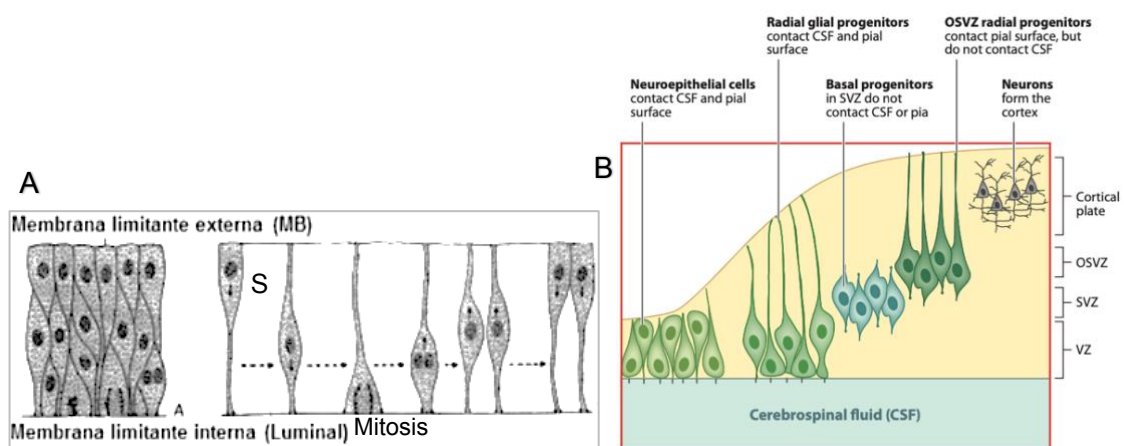 A
Membrana limitante externa (MB)
S
A
Membrana limitante interna (Luminal)
Mitosis
B
Radial glial progenitors
contact CSF and pial
surface
OSVZ radial progenitors
contact pial surface, but
do not contact CSF
Neuroepithelial cells
contact CSF and pial
surface
Basal progenitors
in SVZ do not
contact CSF or pia
Neurons
form the
cortex
Cortical
plate
OSVZ
SVZ
VZ
Cerebrospinal fluid (CSF)